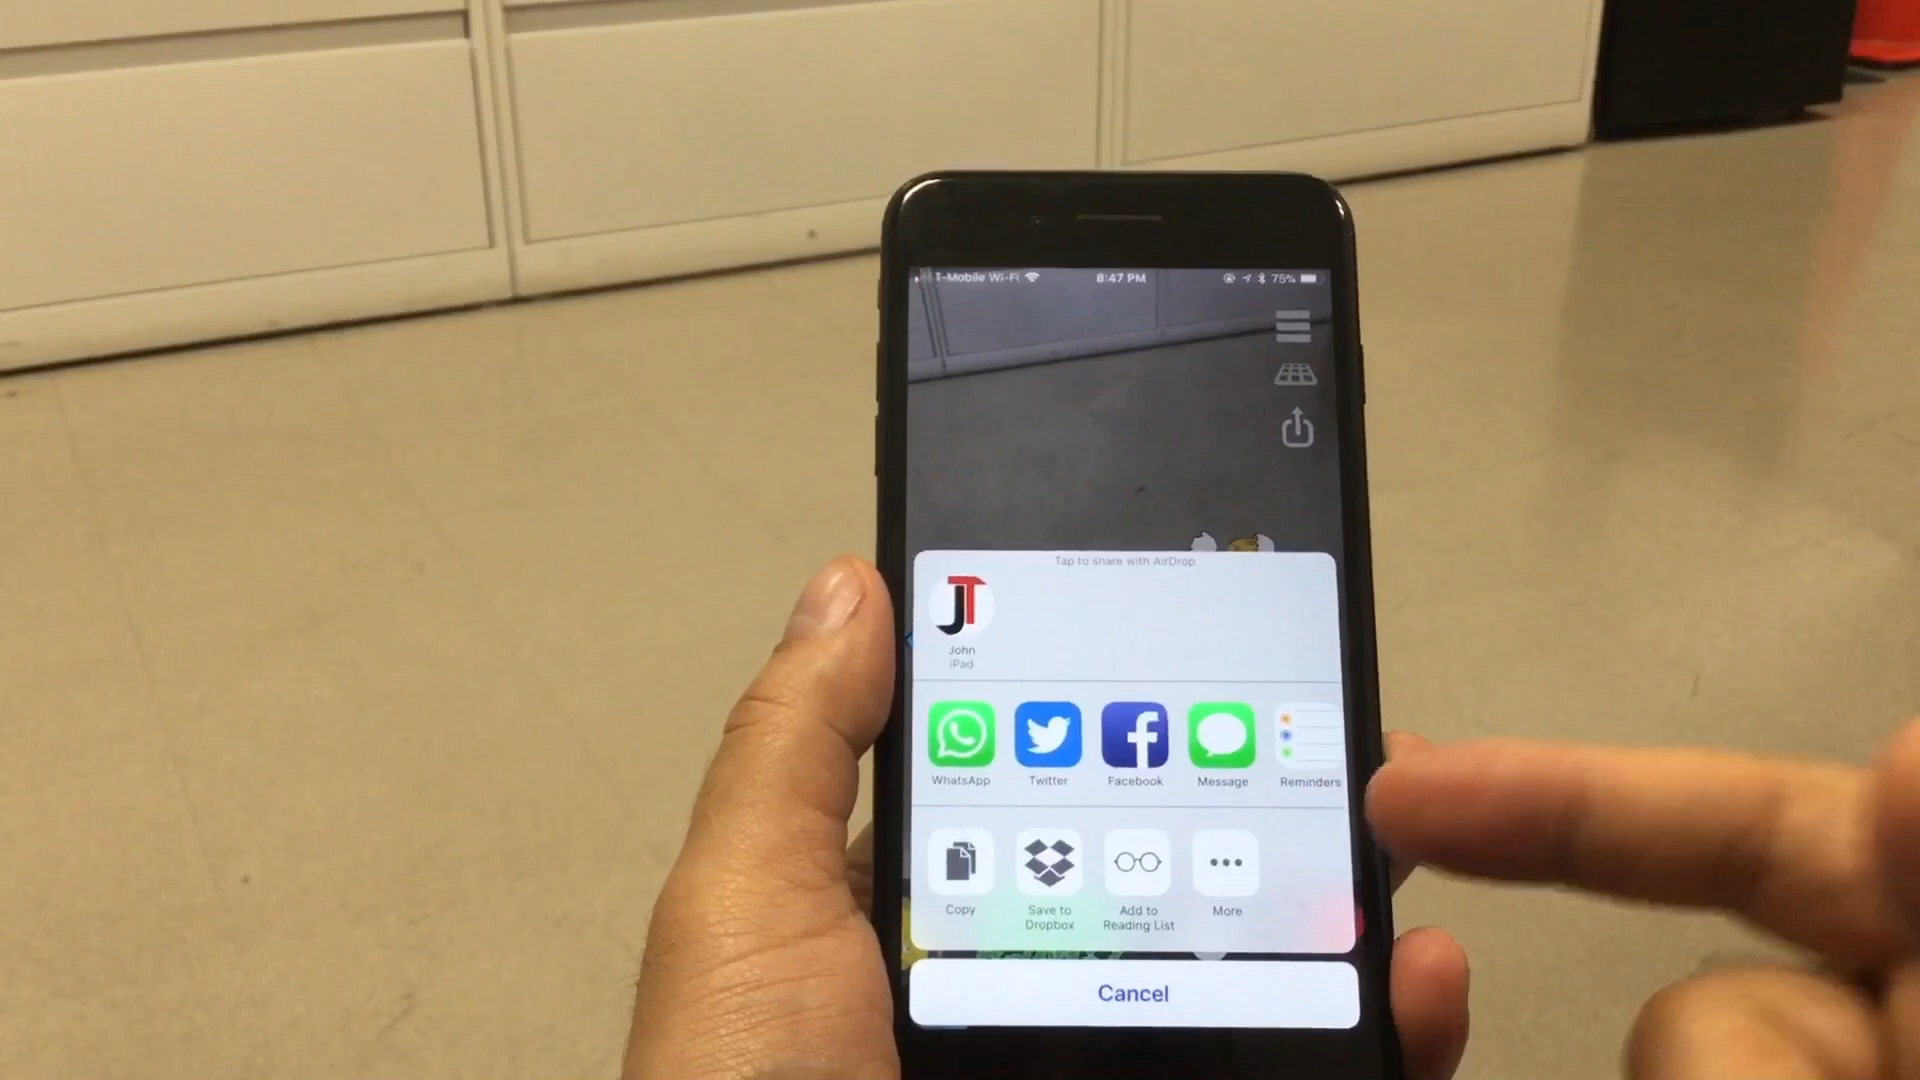 T-Mobile Wi-Fi 8:47 PM 75%
Tap to share with AirDrop
JT
John
iPad
WhatsApp Twitter Facebook Message Reminders
Copy Save to Dropbox Add to Reading List More
Cancel